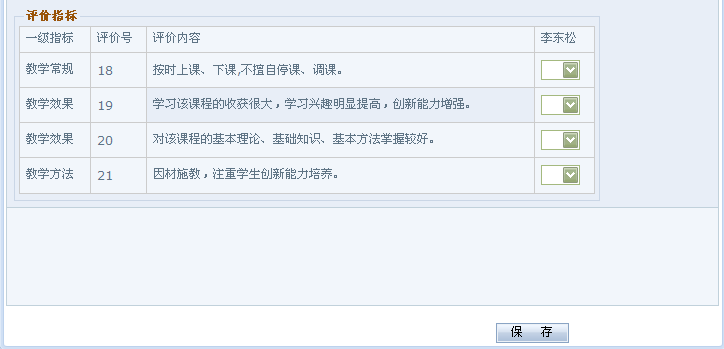 评价指标
一级指标 评价号 评价内容 李东松
教学常规 18 按时上课、下课,不擅自停课、调课。
教学效果 19 学习该课程的收获很大，学习兴趣明显提高，创新能力增强。
教学效果 20 对该课程的基本理论、基础知识、基本方法掌握较好。
教学方法 21 因材施教，注重学生创新能力培养。
保 存